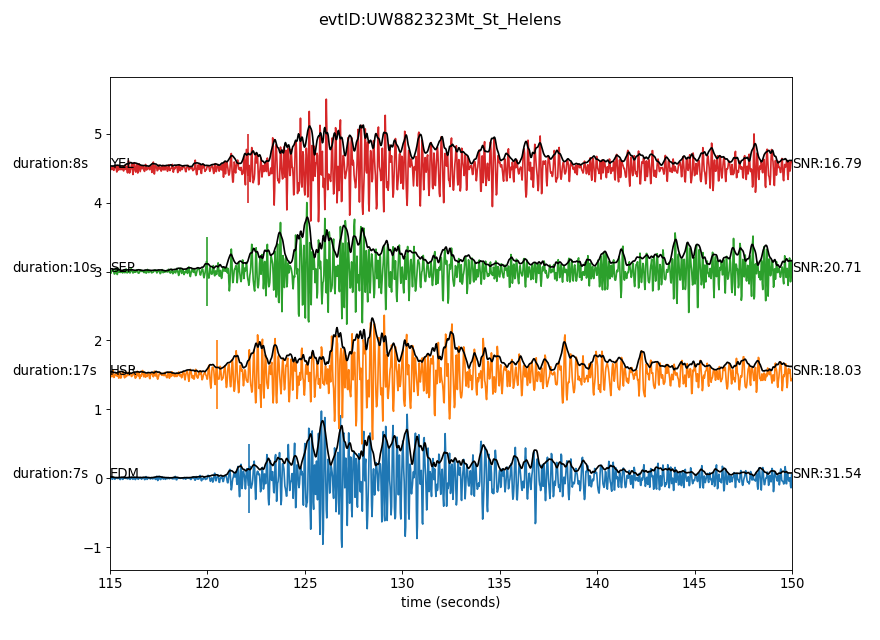 evtID:UW882323Mt_St_Helens
5
duration:8s YEL SNR:16.79
4
duration:10s SEP SNR:20.71
3
2
duration:17s HSR SNR:18.03
1
duration:7s EDM SNR:31.54
0
−1
115 120 125 130 135 140 145 150
time (seconds)